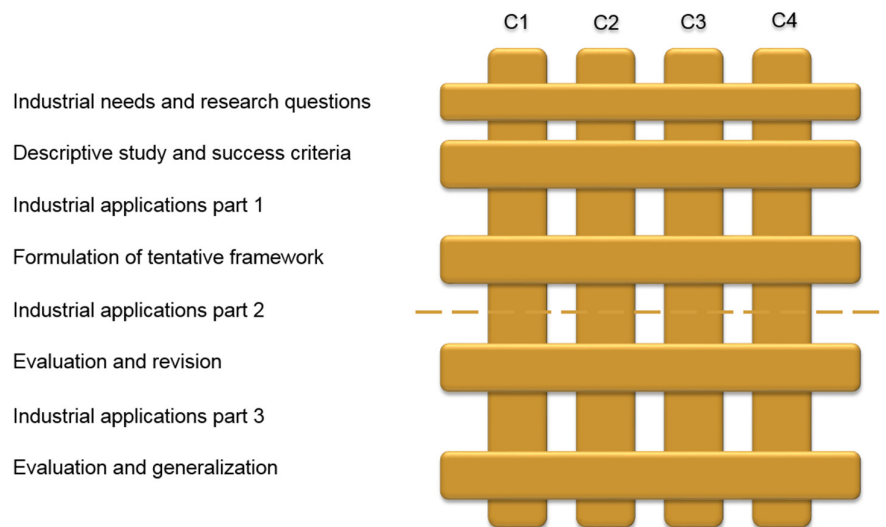 C1 C2 C3 C4
Industrial needs and research questions
Descriptive study and success criteria
Industrial applications part 1
Formulation of tentative framework
Industrial applications part 2
Evaluation and revision
Industrial applications part 3
Evaluation and generalization